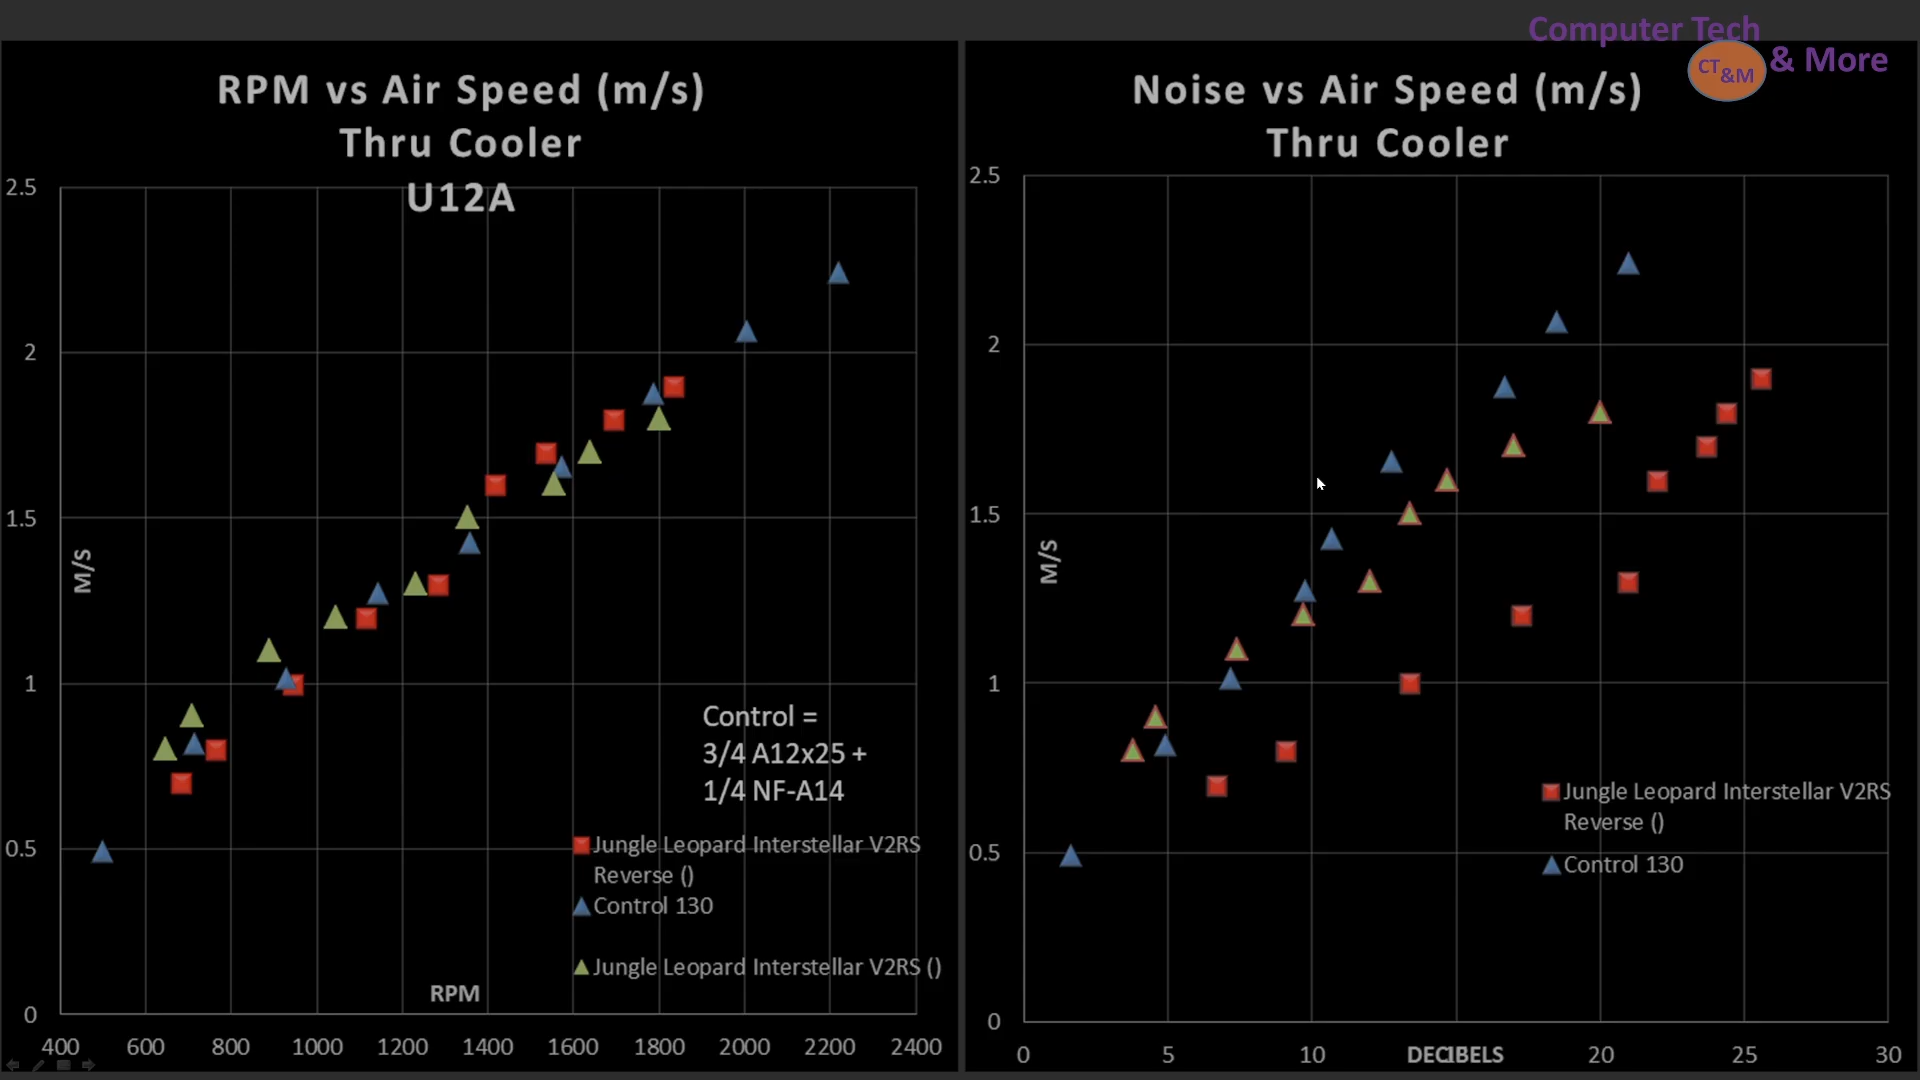 Computer Tech
& More
CT
&M
RPM vs Air Speed (m/s)
Thru Cooler
U12A
2.5
2
1.5
1
0.5
0
M/S
Control =
3/4 A12x25 +
1/4 NF-A14
Jungle Leopard Interstellar V2RS
Reverse ()
Control 130
Jungle Leopard Interstellar V2RS ()
RPM
400 600 800 1000 1200 1400 1600 1800 2000 2200 2400
Noise vs Air Speed (m/s)
Thru Cooler
2.5
2
1.5
1
0.5
0
M/S
Jungle Leopard Interstellar V2RS
Reverse ()
Control 130
0 5 10 DECIBELS 20 25 30